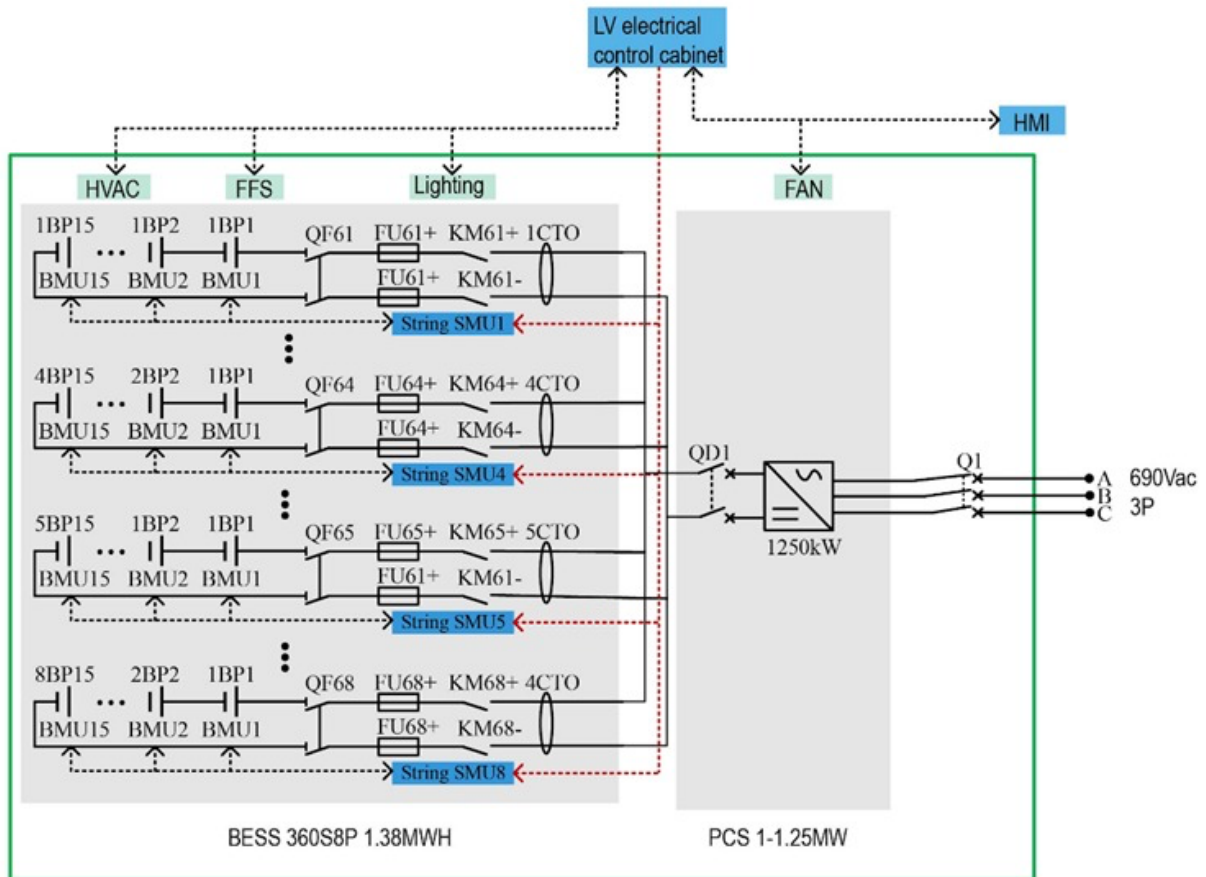 LV electrical
control cabinet
HMI
HVAC FFS Lighting FAN
1BP15 1BP2 1BP1 QF61 FU61+ KM61+ 1CTO
BMU15 BMU2 BMU1 FU61+ KM61-
String SMU1
4BP15 2BP2 1BP1 QF64 FU64+ KM64+ 4CTO
BMU15 BMU2 BMU1 FU64+ KM64-
String SMU4
QD1 Q1
A 690Vac
B 3P
C
1250kW
5BP15 1BP2 1BP1 QF65 FU65+ KM65+ 5CTO
BMU15 BMU2 BMU1 FU61+ KM61-
String SMU5
8BP15 2BP2 1BP1 QF68 FU68+ KM68+ 4CTO
BMU15 BMU2 BMU1 FU68+ KM68-
String SMU8
BESS 360S8P 1.38MWH PCS 1-1.25MW